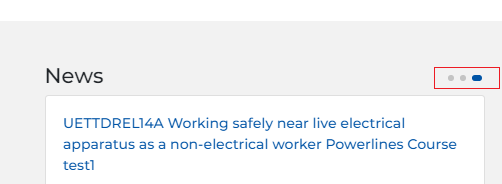 News
UETTDREL14A Working safely near live electrical
apparatus as a non-electrical worker Powerlines Course
test1